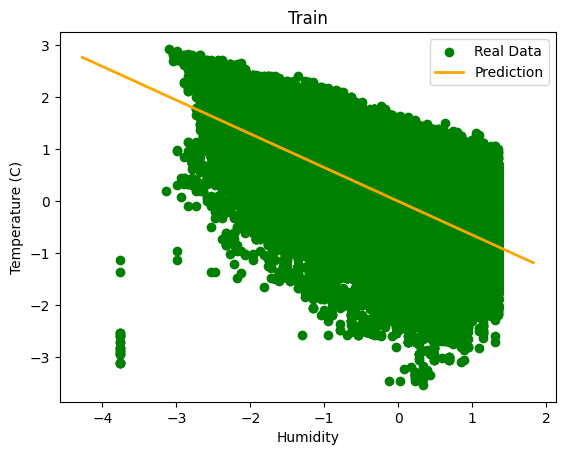 Train
Real Data
Prediction
3
2
1
0
−1
−2
−3
Temperature (C)
−4
−3
−2
−1
0
1
2
Humidity